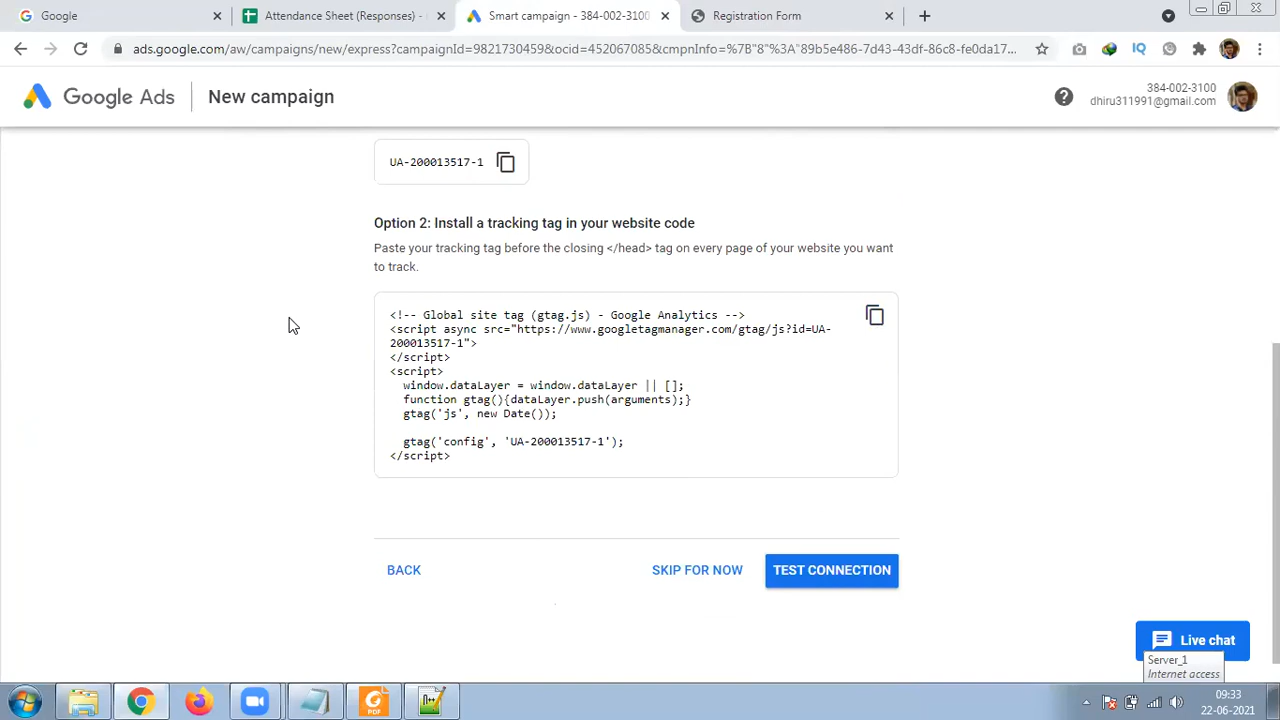 Google
Attendance Sheet (Responses) -
Smart campaign - 384-002-3100
Registration Form
ads.google.com/aw/campaigns/new/express?campaignId=9821730459&ocid=452067085&cmpnInfo=%7B"8"%3A"89b5e486-7d43-43df-86c8-fe0da17...
IQ
Google Ads
New campaign
384-002-3100
dhiru311991@gmail.com
UA-200013517-1
Option 2: Install a tracking tag in your website code
Paste your tracking tag before the closing </head> tag on every page of your website you want
to track.
<!-- Global site tag (gtag.js) - Google Analytics -->
<script async src="https://www.googletagmanager.com/gtag/js?id=UA-
200013517-1">
</script>
<script>
window.dataLayer = window.dataLayer || [];
function gtag(){dataLayer.push(arguments);}
gtag('js', new Date());
gtag('config', 'UA-200013517-1');
</script>
BACK
SKIP FOR NOW
TEST CONNECTION
Live chat
Server_1
Internet access
PDF
09:33
22-06-2021